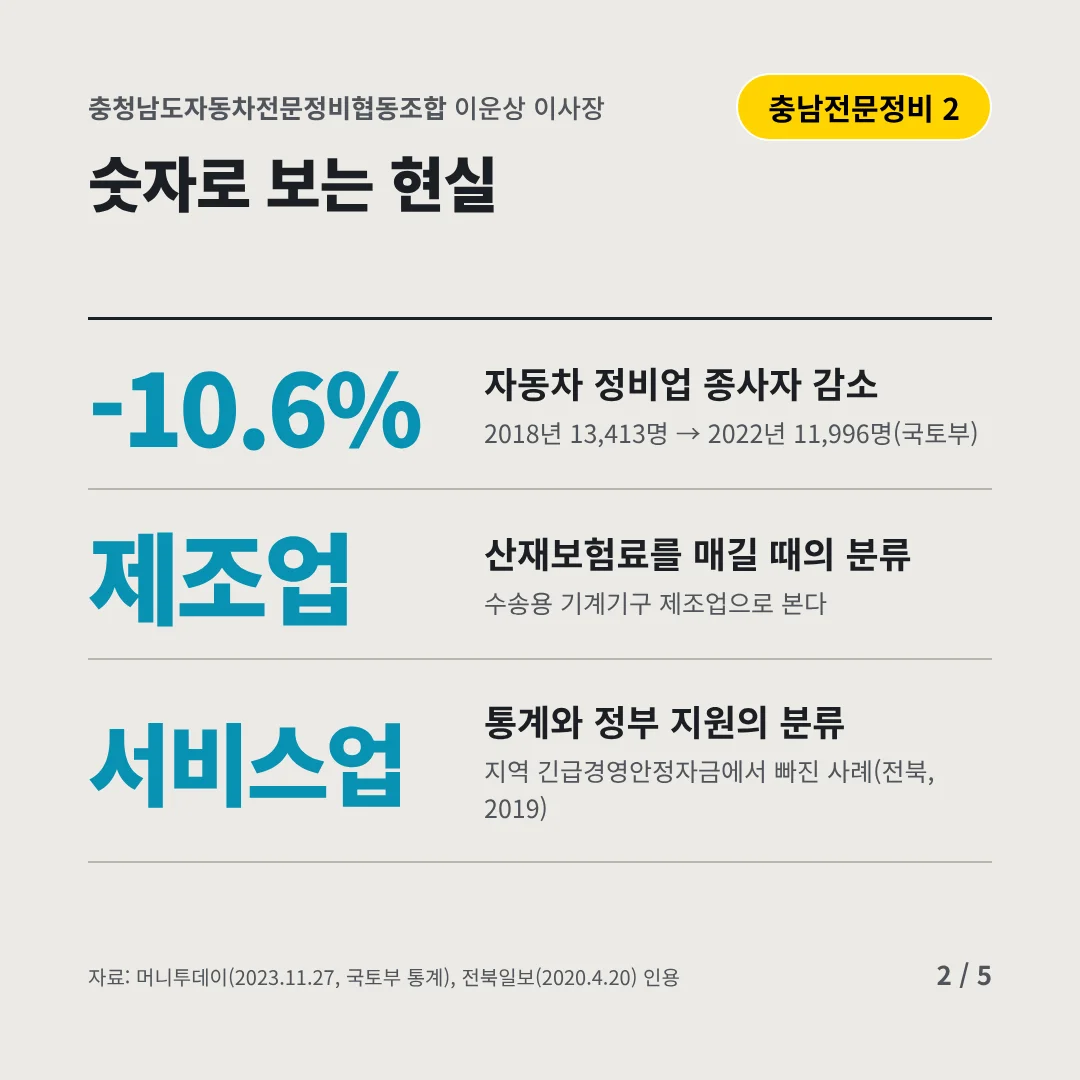 충청남도자동차전문정비협동조합 이운상 이사장
충남전문정비 2
숫자로 보는 현실
-10.6%
자동차 정비업 종사자 감소
2018년 13,413명 → 2022년 11,996명(국토부)
제조업
산재보험료를 매길 때의 분류
수송용 기계기구 제조업으로 본다
서비스업
통계와 정부 지원의 분류
지역 긴급경영안정자금에서 빠진 사례(전북,
2019)
자료: 머니투데이(2023.11.27, 국토부 통계), 전북일보(2020.4.20) 인용
2 / 5